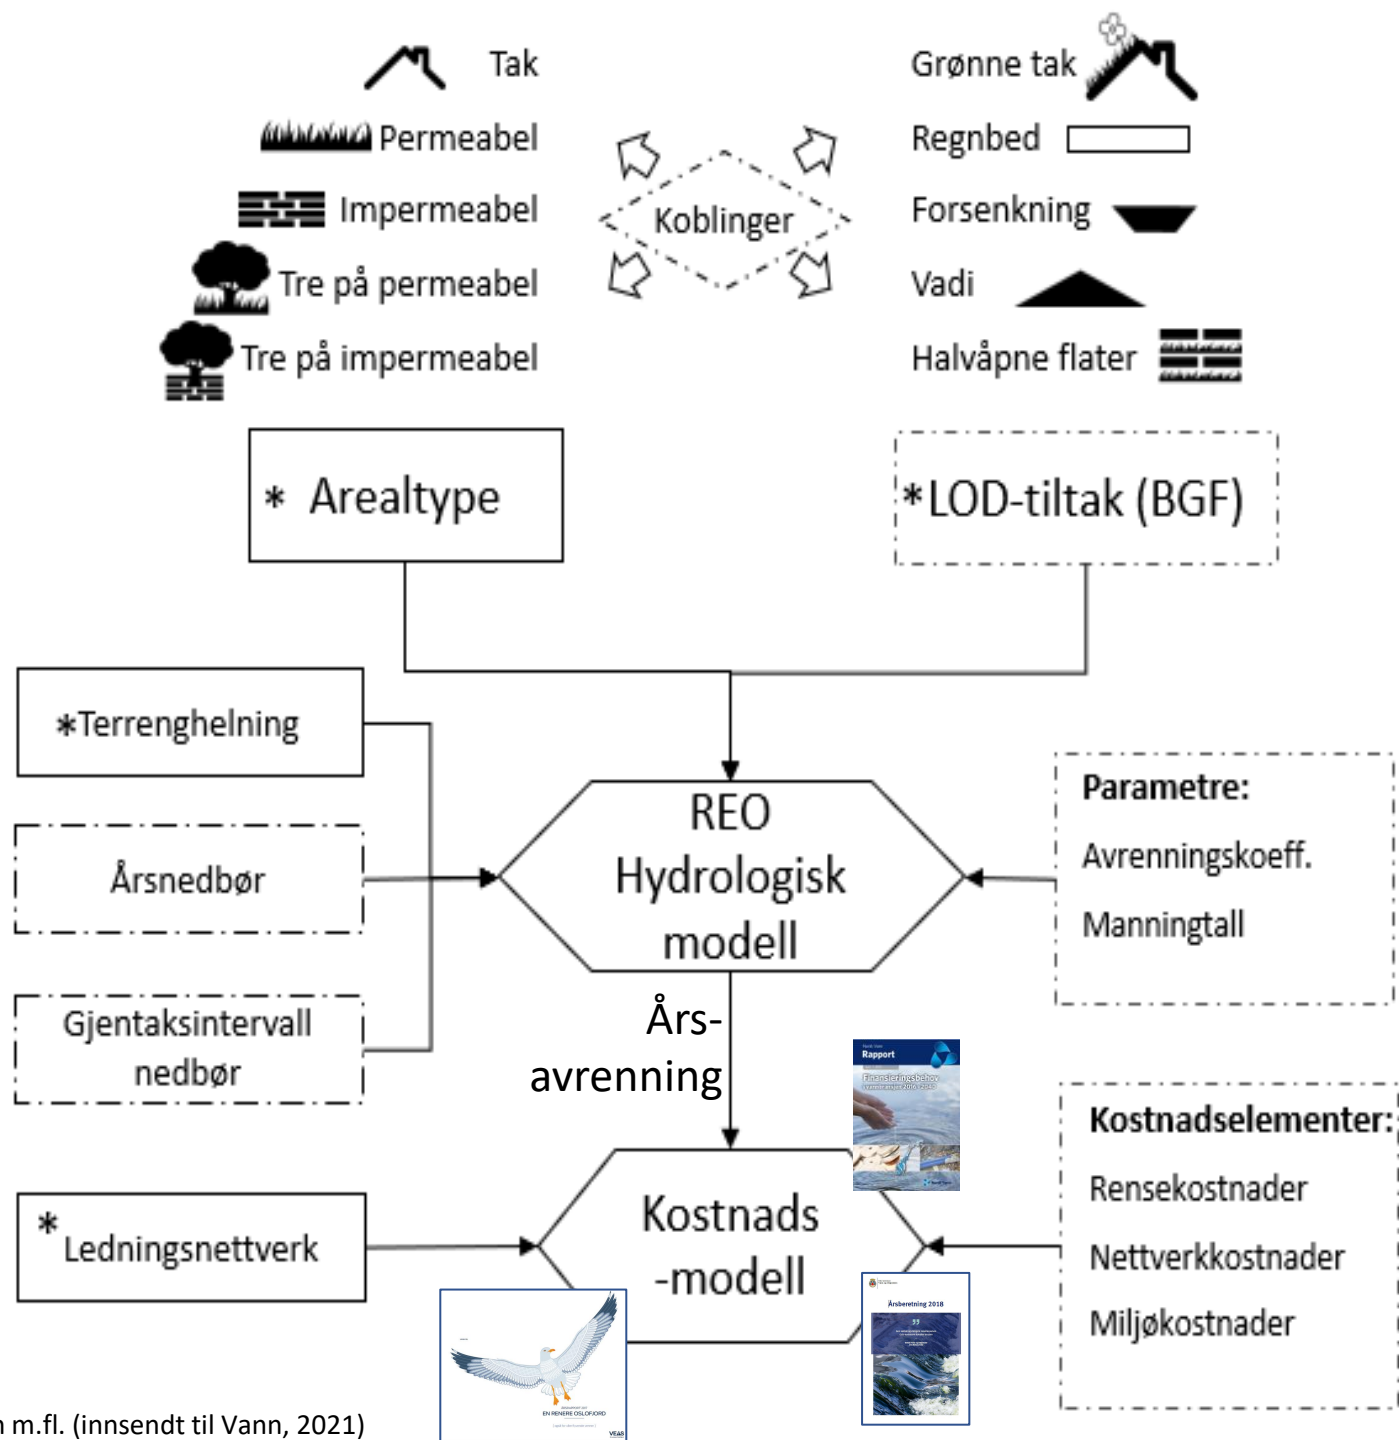 Tak
Permeabel
Impermeabel
Tre på permeabel
Tre på impermeabel
Koblinger
Grønne tak
Regnbed
Forsenkning
Vadi
Halvåpne flater
* Arealtype
*LOD-tiltak (BGF)
*Terrenghelning
Årsnedbør
Gjentaksintervall
nedbør
REO
Hydrologisk
modell
Parametre:
Avrenningskoeff.
Manningtall
Års-
avrenning
Rapport
Finansieringsbehov
*Ledningsnettverk
Kostnads
-modell
Kostnadselementer:
Rensekostnader
Nettverkkostnader
Miljøkostnader
Årsberetning 2018
EN RENERE OSLOFJORD
VEAS
m.fl. (innsendt til Vann, 2021)